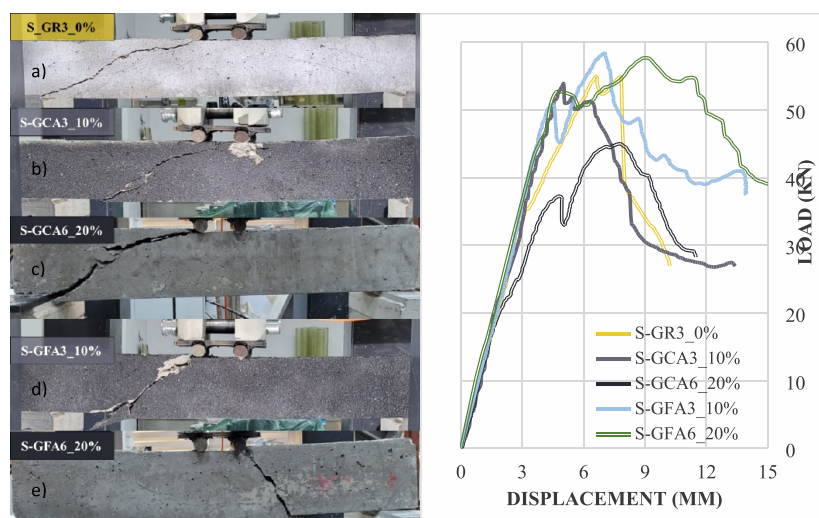 S_GR3_0%
a)
S-GCA3_10%
b)
S-GCA6_20%
c)
S-GFA3_10%
d)
S-GFA6_20%
e)
60
50
40
30
20
10
0
LOAD (KN)
S-GR3_0%
S-GCA3_10%
S-GCA6_20%
S-GFA3_10%
S-GFA6_20%
0 3 6 9 12 15
DISPLACEMENT (MM)